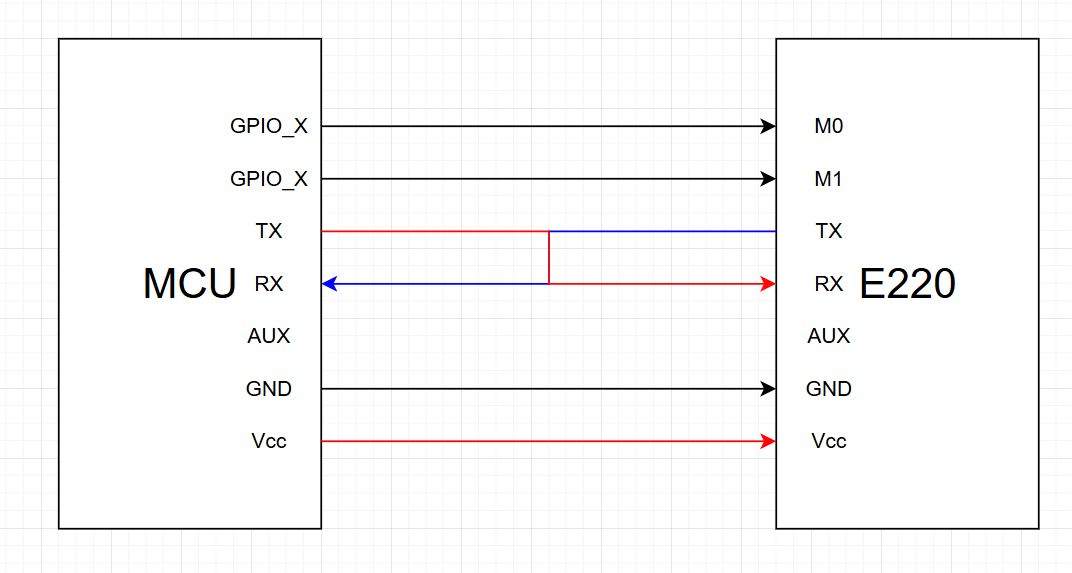 GPIO_X
M0
GPIO_X
M1
TX
TX
MCU
RX
RX
E220
AUX
AUX
GND
GND
Vcc
Vcc